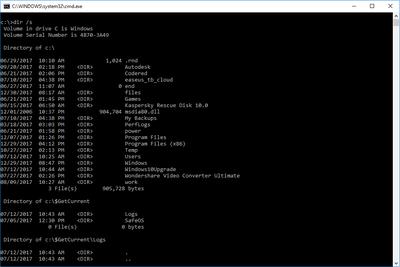 C:\WINDOWS\system32\cmd.exe
c:\>dir /s
Volume in drive C is Windows
Volume Serial Number is 4870-3A49
Directory of c:\
06/29/2017 10:10 AM 1,024 .rnd
09/20/2017 02:18 PM <DIR> Autodesk
06/21/2017 02:06 PM <DIR> Codered
07/10/2017 04:38 PM <DIR> easeus_tb_cloud
06/27/2017 11:07 AM 0 end
12/30/2017 08:17 AM <DIR> Files
06/21/2017 01:45 PM <DIR> Games
09/15/2017 06:50 AM <DIR> Kaspersky Rescue Disk 10.0
12/01/2006 10:37 PM 904,704 msdia80.dll
07/10/2017 04:38 PM <DIR> My Backups
03/18/2017 03:03 PM <DIR> PerfLogs
06/21/2017 01:58 PM <DIR> power
12/07/2017 01:26 PM <DIR> Program Files
12/29/2017 04:12 PM <DIR> Program Files (x86)
10/27/2017 02:13 PM <DIR> Temp
07/12/2017 10:25 AM <DIR> Users
12/29/2017 08:47 PM <DIR> Windows
07/12/2017 10:44 AM <DIR> Windows10Upgrade
07/27/2017 02:26 PM <DIR> Wondershare Video Converter Ultimate
08/09/2017 10:27 AM <DIR> work
3 File(s) 905,728 bytes
Directory of c:\$GetCurrent
07/12/2017 10:43 AM <DIR> Logs
07/05/2017 12:30 PM <DIR> SafeOS
0 File(s) 0 bytes
Directory of c:\$GetCurrent\Logs
07/12/2017 10:43 AM <DIR> .
07/12/2017 10:43 AM <DIR> ..